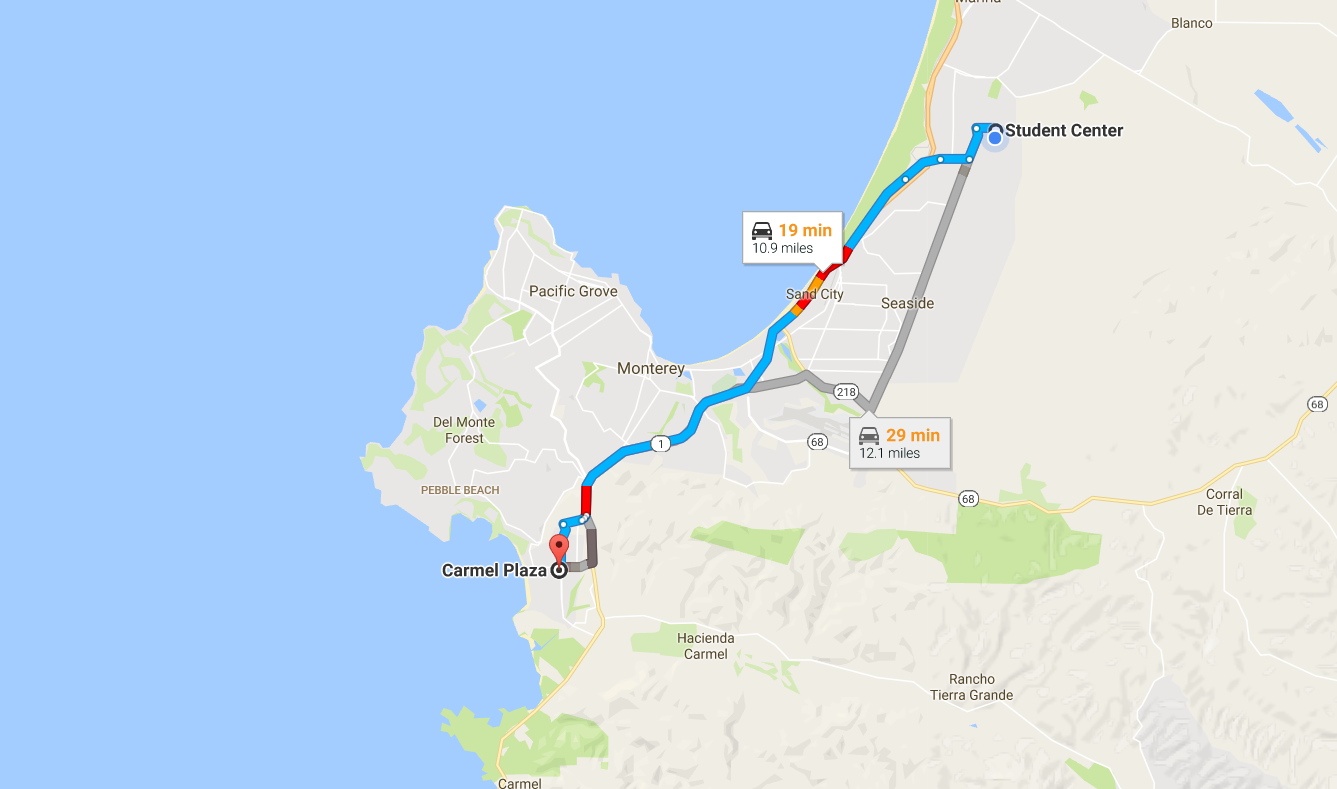 Marina
Blanco
Student Center
19 min
10.9 miles
Pacific Grove
Sand City
Seaside
Monterey
218
68
Del Monte
Forest
1
68
29 min
12.1 miles
PEBBLE BEACH
68
Corral
De Tierra
Carmel Plaza
Hacienda
Carmel
Rancho
Tierra Grande
Carmel